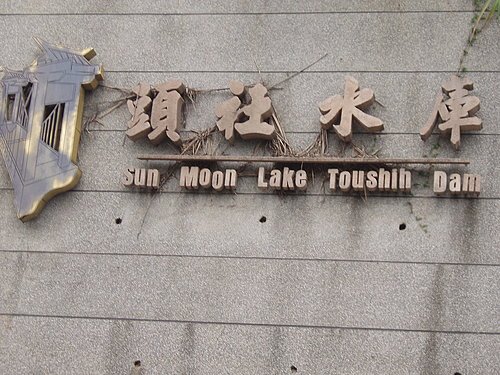 頭社水庫
Sun Moon Lake Toushih Dam